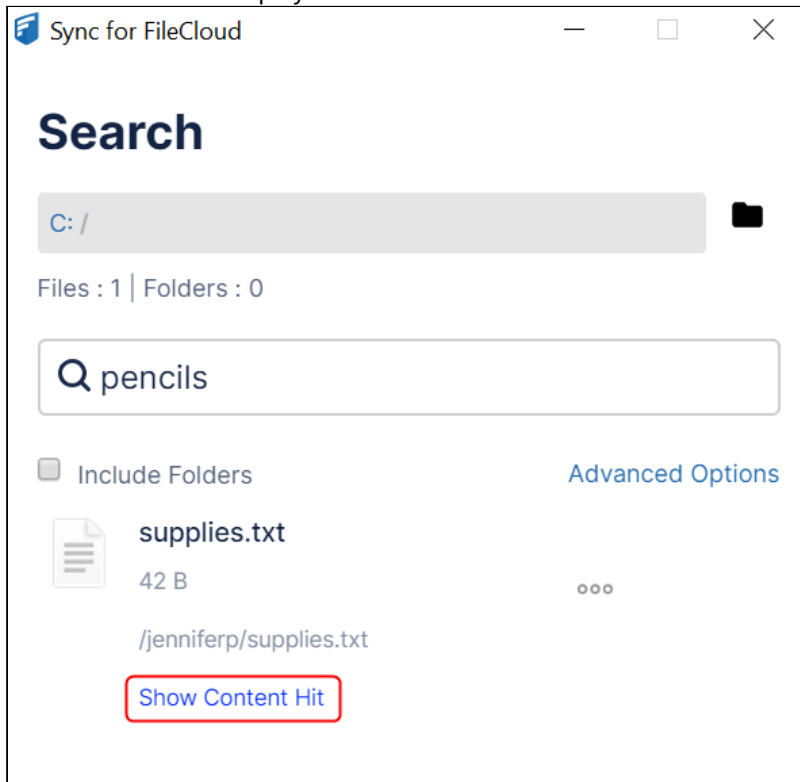 Sync for FileCloud
Search
C: /
Files : 1 | Folders : 0
pencils
Include Folders
Advanced Options
supplies.txt
42 B
/jenniferp/supplies.txt
Show Content Hit